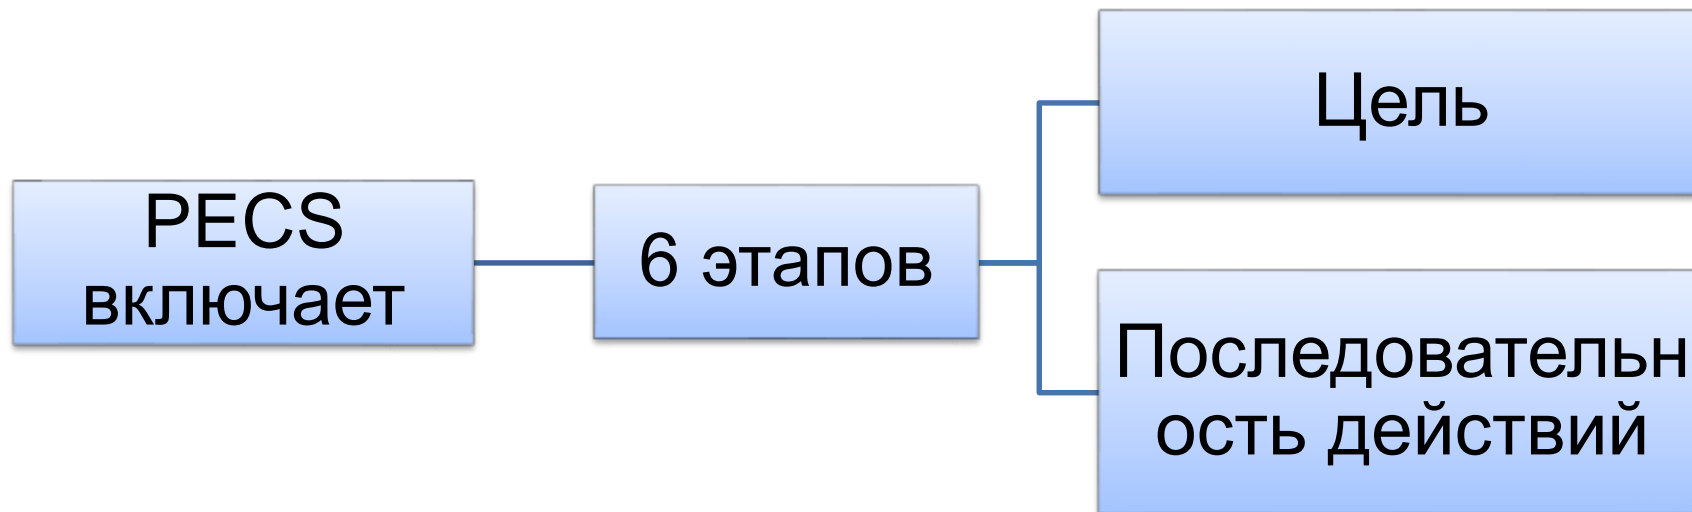 PECS
включает
6 этапов
Цель
Последовательн
ость действий